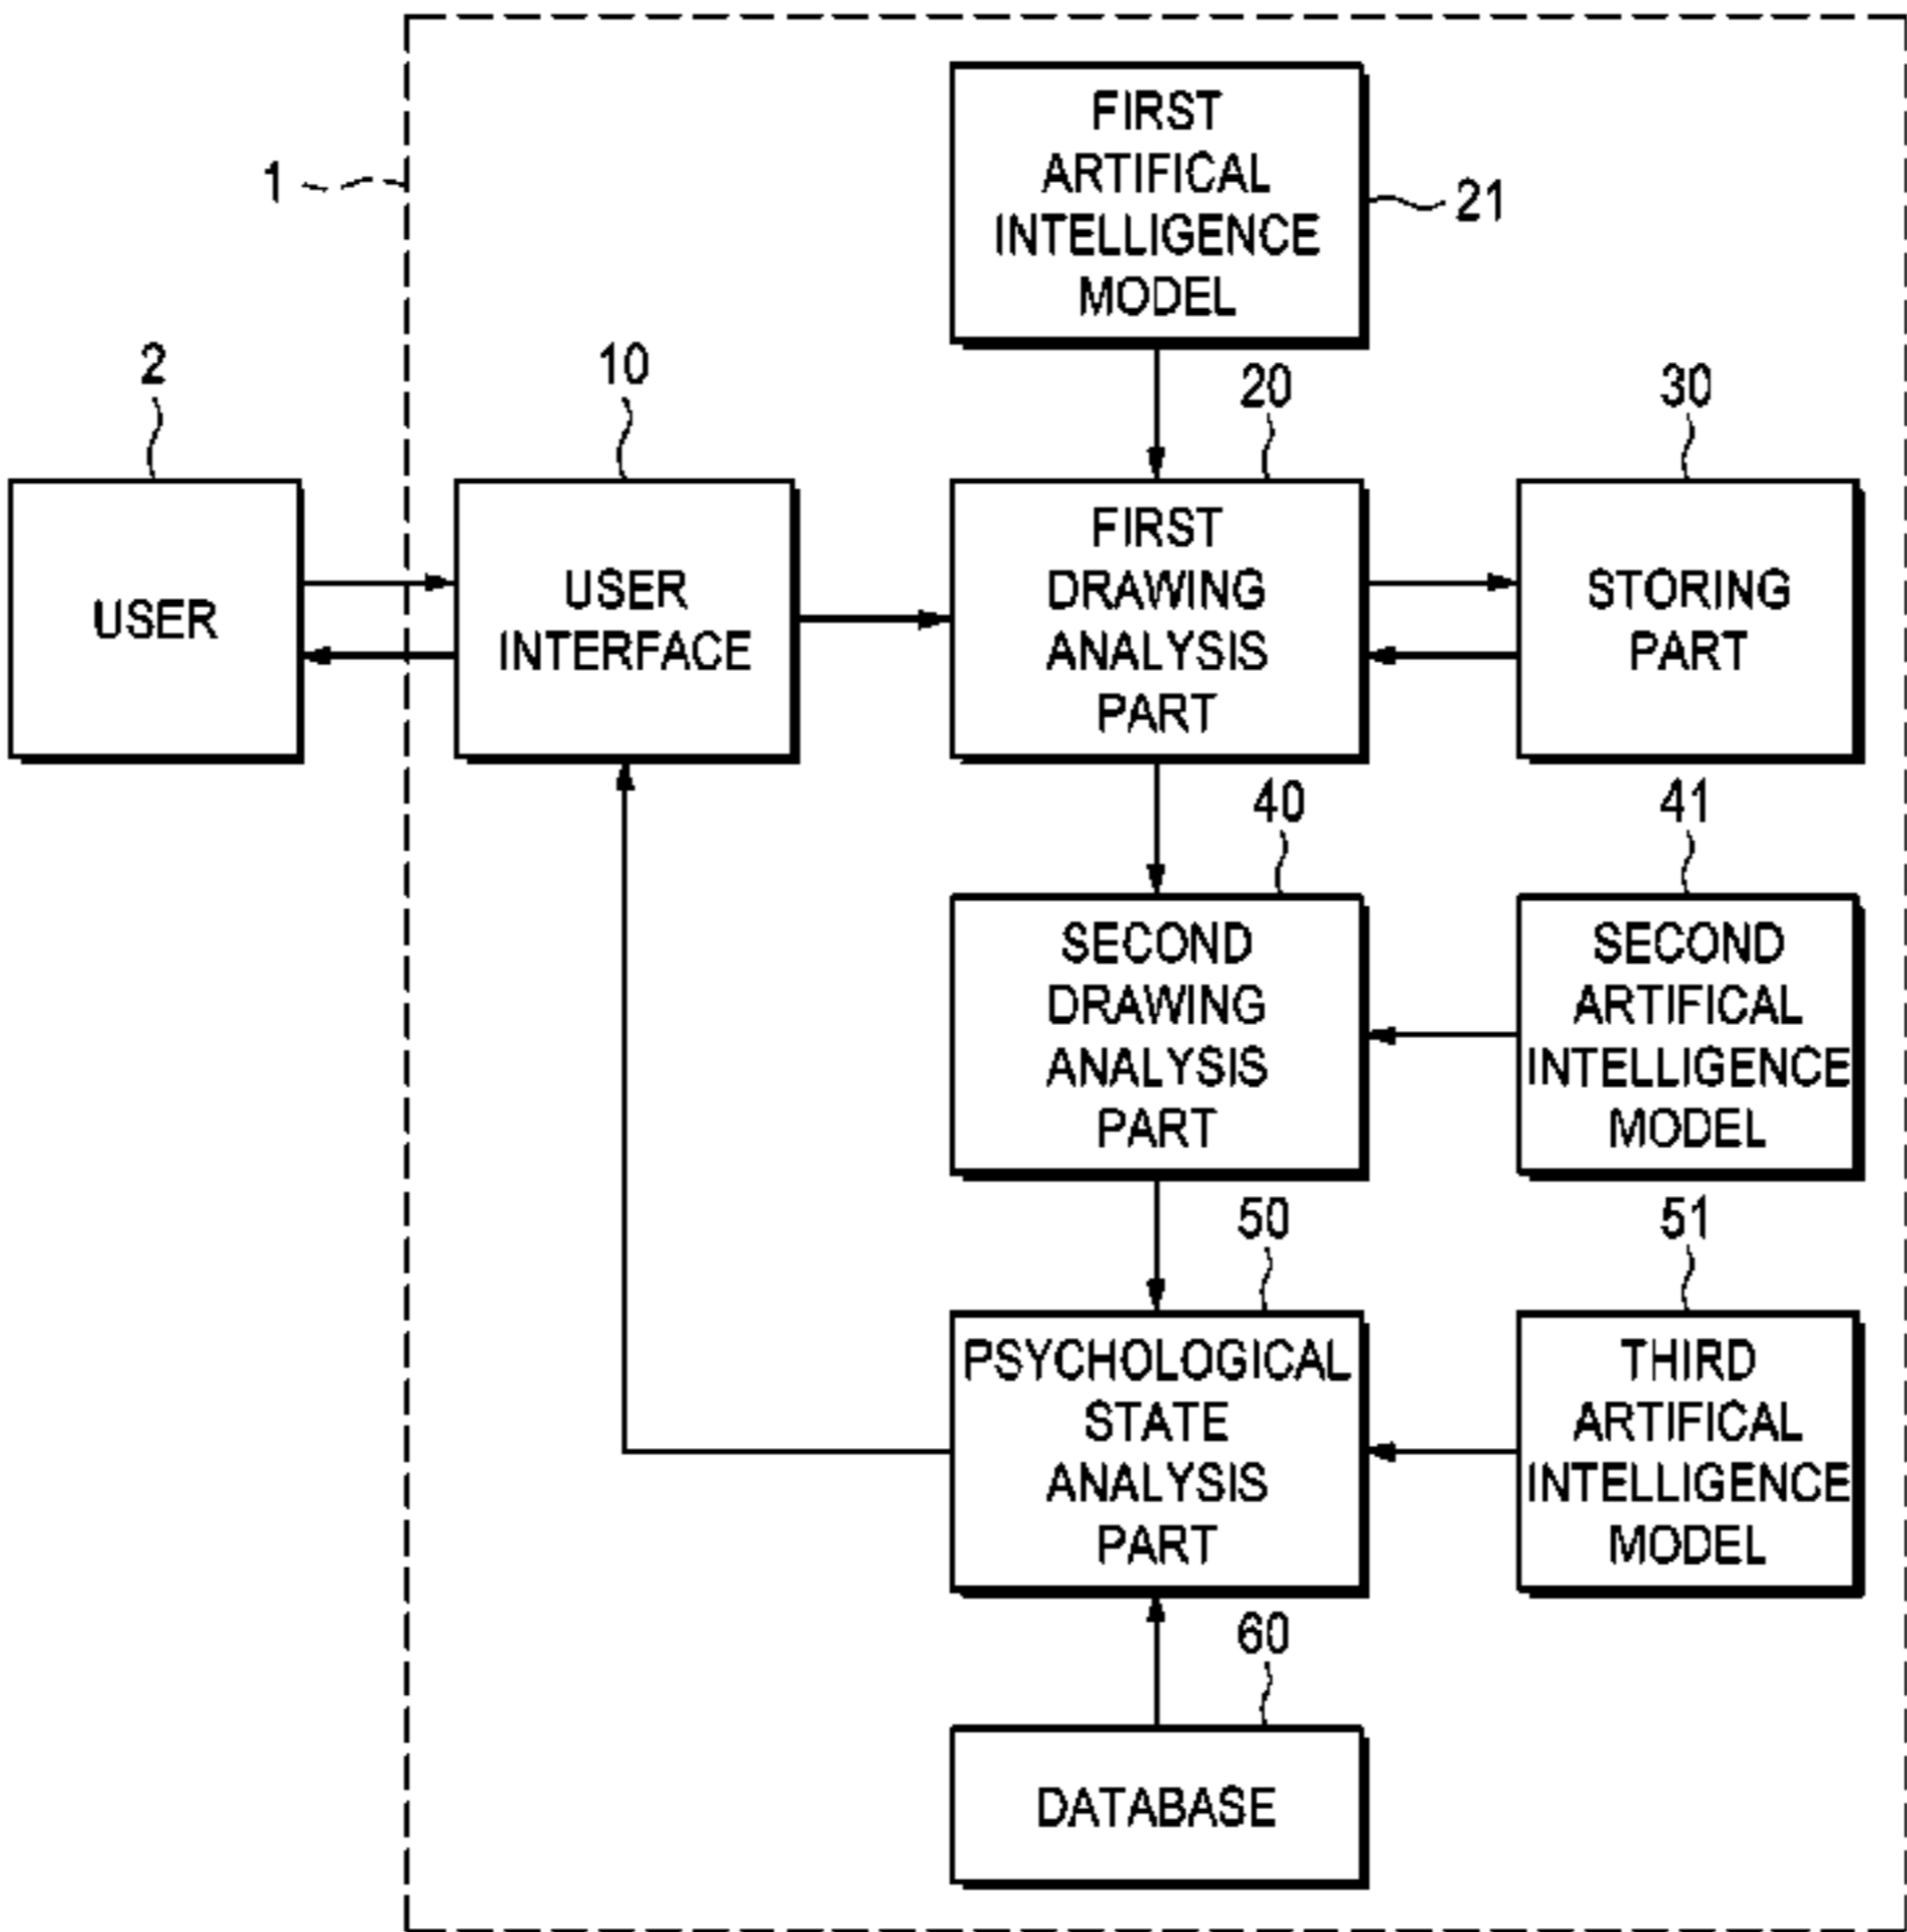 FIRST
ARTIFICAL
INTELLIGENCE
MODEL
21
1
2
10
20
30
USER
USER
INTERFACE
FIRST
DRAWING
ANALYSIS
PART
STORING
PART
40
41
SECOND
DRAWING
ANALYSIS
PART
SECOND
ARTIFICAL
INTELLIGENCE
MODEL
50
51
PSYCHOLOGICAL
STATE
ANALYSIS
PART
THIRD
ARTIFICAL
INTELLIGENCE
MODEL
60
DATABASE